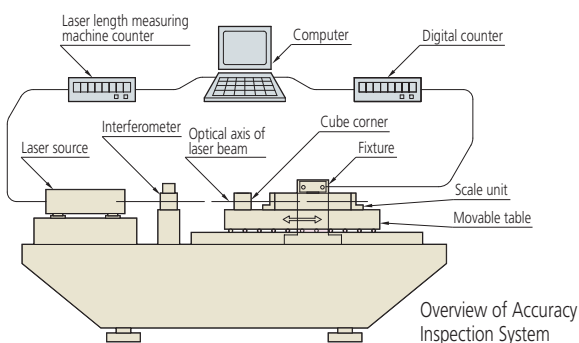 Laser length measuring
machine counter
Computer
Digital counter
Laser source
Interferometer
Optical axis of
laser beam
Cube corner
Fixture
Scale unit
Movable table
Overview of Accuracy
Inspection System